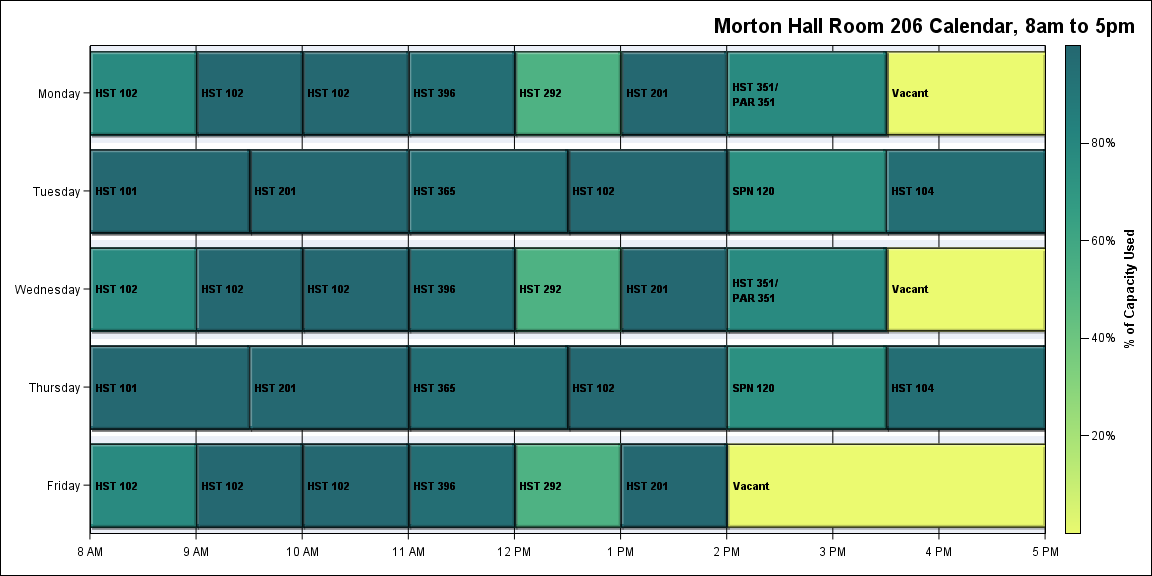 Morton Hall Room 206 Calendar, 8am to 5pm
Monday
HST 102
HST 102
HST 102
HST 396
HST 292
HST 201
HST 351/
PAR 351
Vacant
Tuesday
HST 101
HST 201
HST 365
HST 102
SPN 120
HST 104
Wednesday
HST 102
HST 102
HST 102
HST 396
HST 292
HST 201
HST 351/
PAR 351
Vacant
Thursday
HST 101
HST 201
HST 365
HST 102
SPN 120
HST 104
Friday
HST 102
HST 102
HST 102
HST 396
HST 292
HST 201
Vacant
8 AM
9 AM
10 AM
11 AM
12 PM
1 PM
2 PM
3 PM
4 PM
5 PM
80%
60%
40%
20%
% of Capacity Used